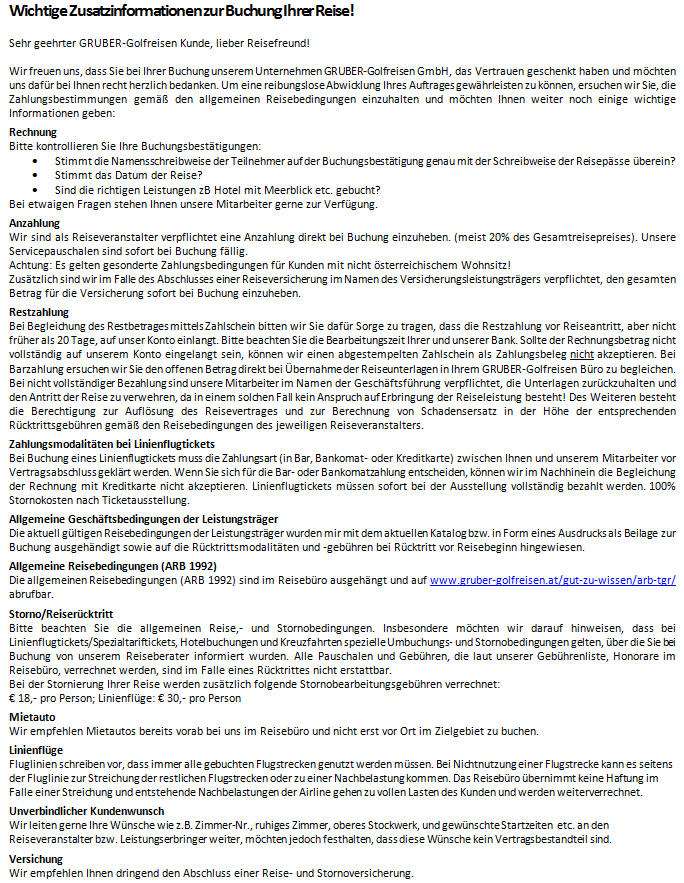 Wichtige Zusatzinformationen zur Buchung Ihrer Reise!
Sehr geehrter GRUBER-Golfreisen Kunde, lieber Reisefreund!
Wir freuen uns, dass Sie bei Ihrer Buchung unserem Unternehmen GRUBER-Golfreisen GmbH, das Vertrauen geschenkt haben und möchten
uns dafür bei Ihnen recht herzlich bedanken. Um eine reibungslose Abwicklung Ihres Auftrages gewährleisten zu können, ersuchen wir Sie, die
Zahlungsbestimmungen gemäß den allgemeinen Reisebedingungen einzuhalten und möchten Ihnen weiter noch einige wichtige
Informationen geben:
Rechnung
Bitte kontrollieren Sie Ihre Buchungsbestätigungen:
• Stimmt die Namensschreibweise der Teilnehmer auf der Buchungsbestätigung genau mit der Schreibweise der Reisepässe überein?
• Stimmt das Datum der Reise?
• Sind die richtigen Leistungen zB Hotel mit Meerblick etc. gebucht?
Bei etwaigen Fragen stehen Ihnen unsere Mitarbeiter gerne zur Verfügung.
Anzahlung
Wir sind als Reiseveranstalter verpflichtet eine Anzahlung direkt bei Buchung einzuheben. (meist 20% des Gesamtreisepreises). Unsere
Servicepauschalen sind sofort bei Buchung fällig.
Achtung: Es gelten gesonderte Zahlungsbedingungen für Kunden mit nicht österreichischem Wohnsitz!
Zusätzlich sind wir im Falle des Abschlusses einer Reiseversicherung im Namen des Versicherungsleistungsträgers verpflichtet, den gesamten
Betrag für die Versicherung sofort bei Buchung einzuheben.
Restzahlung
Bei Begleichung des Restbetrages mittels Zahlschein bitten wir Sie dafür Sorge zu tragen, dass die Restzahlung vor Reiseantritt, aber nicht
früher als 20 Tage, auf unser Konto einlangt. Bitte beachten Sie die Bearbeitungszeit Ihrer und unserer Bank. Sollte der Rechnungsbetrag nicht
vollständig auf unserem Konto eingelangt sein, können wir einen abgestempelten Zahlschein als Zahlungsbeleg nicht akzeptieren. Bei
Barzahlung ersuchen wir Sie den offenen Betrag direkt bei Übernahme der Reiseunterlagen in Ihrem GRUBER-Golfreisen Büro zu begleichen.
Bei nicht vollständiger Bezahlung sind unsere Mitarbeiter im Namen der Geschäftsführung verpflichtet, die Unterlagen zurückzuhalten und
den Antritt der Reise zu verwehren, da in einem solchen Fall kein Anspruch auf Erbringung der Reiseleistung besteht! Des Weiteren besteht
die Berechtigung zur Auflösung des Reisevertrages und zur Berechnung von Schadensersatz in der Höhe der entsprechenden
Rücktrittsgebühren gemäß den Reisebedingungen des jeweiligen Reiseveranstalters.
Zahlungsmodalitäten bei Linienflugtickets
Bei Buchung eines Linienflugtickets muss die Zahlungsart (in Bar, Bankomat- oder Kreditkarte) zwischen Ihnen und unserem Mitarbeiter vor
Vertragsabschluss geklärt werden. Wenn Sie sich für die Bar- oder Bankomatzahlung entscheiden, können wir im Nachhinein die Begleichung
der Rechnung mit Kreditkarte nicht akzeptieren. Linienflugtickets müssen sofort bei der Ausstellung vollständig bezahlt werden. 100%
Stornokosten nach Ticketausstellung.
Allgemeine Geschäftsbedingungen der Leistungsträger
Die aktuell gültigen Reisebedingungen der Leistungsträger wurden mir mit dem aktuellen Katalog bzw. in Form eines Ausdrucks als Beilage zur
Buchung ausgehändigt sowie auf die Rücktrittsmodalitäten und -gebühren bei Rücktritt vor Reisebeginn hingewiesen.
Allgemeine Reisebedingungen (ARB 1992)
Die allgemeinen Reisebedingungen (ARB 1992) sind im Reisebüro ausgehängt und auf www.gruber-golfreisen.at/gut-zu-wissen/arb-tgr/
abrufbar.
Storno/Reiserücktritt
Bitte beachten Sie die allgemeinen Reise,- und Stornobedingungen. Insbesondere möchten wir darauf hinweisen, dass bei
Linienflugtickets/Spezialtariftickets, Hotelbuchungen und Kreuzfahrten spezielle Umbuchungs- und Stornobedingungen gelten, über die Sie bei
Buchung von unserem Reiseberater informiert wurden. Alle Pauschalen und Gebühren, die laut unserer Gebührenliste, Honorare im
Reisebüro, verrechnet werden, sind im Falle eines Rücktrittes nicht erstattbar.
Bei der Stornierung Ihrer Reise werden zusätzlich folgende Stornobearbeitungsgebühren verrechnet:
€ 18,- pro Person; Linienflüge: € 30,- pro Person
Mietauto
Wir empfehlen Mietautos bereits vorab bei uns im Reisebüro und nicht erst vor Ort im Zielgebiet zu buchen.
Linienflüge
Fluglinien schreiben vor, dass immer alle gebuchten Flugstrecken genutzt werden müssen. Bei Nichtnutzung einer Flugstrecke kann es seitens
der Fluglinie zur Streichung der restlichen Flugstrecken oder zu einer Nachbelastung kommen. Das Reisebüro übernimmt keine Haftung im
Falle einer Streichung und entstehende Nachbelastungen der Airline gehen zu vollen Lasten des Kunden und werden weiterverrechnet.
Unverbindlicher Kundenwunsch
Wir leiten gerne Ihre Wünsche wie z.B. Zimmer-Nr., ruhiges Zimmer, oberes Stockwerk, und gewünschte Startzeiten etc. an den
Reiseveranstalter bzw. Leistungserbringer weiter, möchten jedoch festhalten, dass diese Wünsche kein Vertragsbestandteil sind.
Versichung
Wir empfehlen Ihnen dringend den Abschluss einer Reise- und Stornoversicherung.